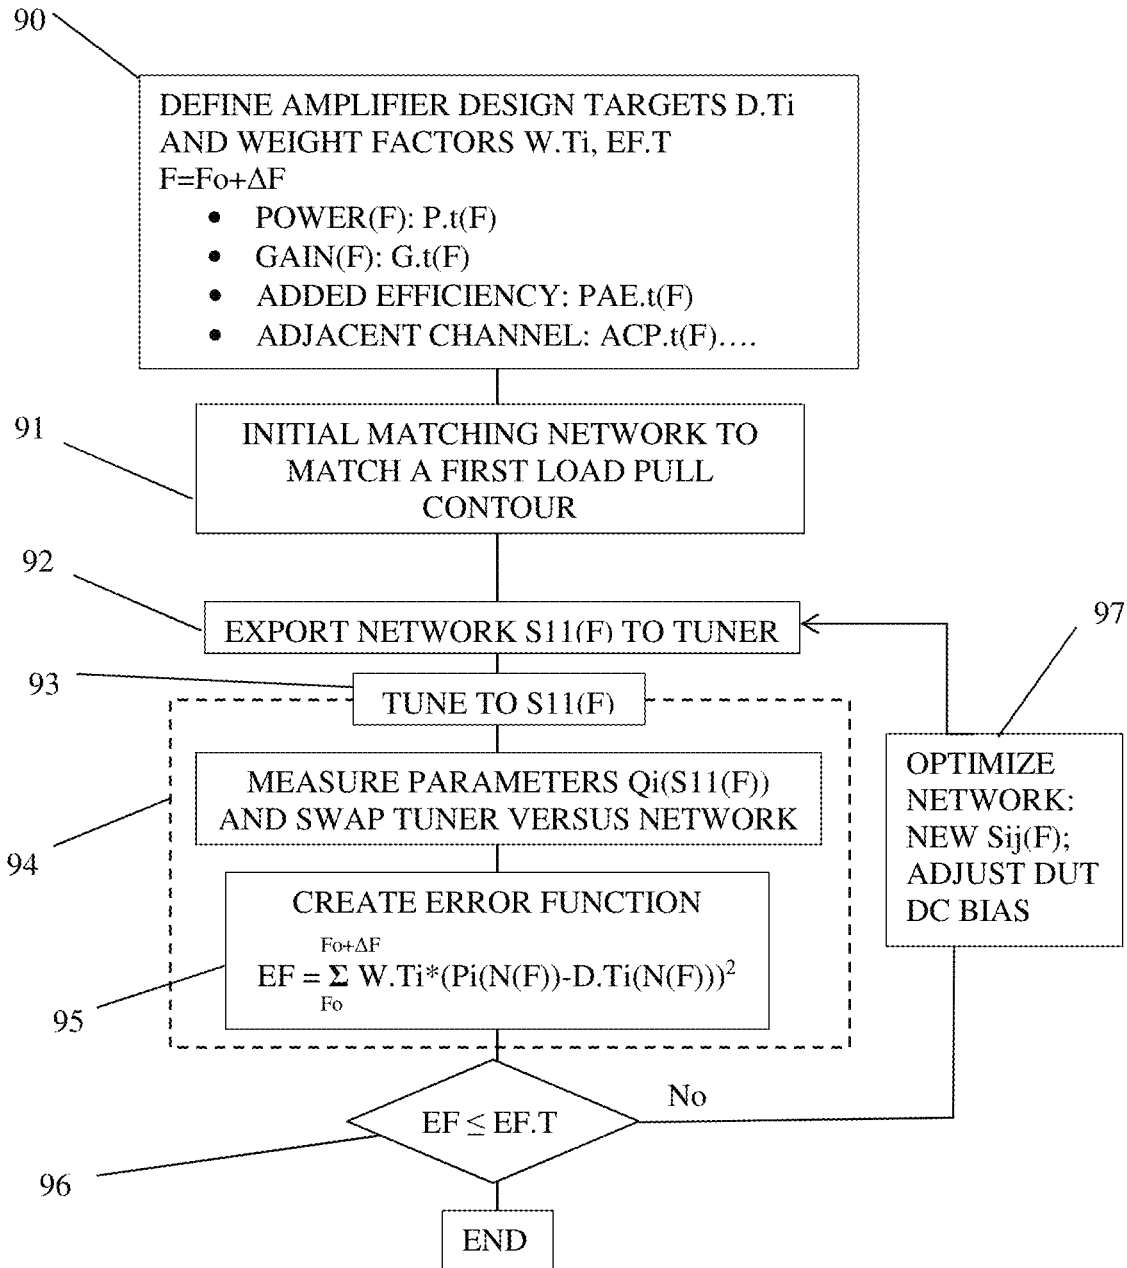 90
DEFINE AMPLIFIER DESIGN TARGETS D.Ti
AND WEIGHT FACTORS W.Ti, EF.T
F=Fo+ΔF
• POWER(F): P.t(F)
• GAIN(F): G.t(F)
• ADDED EFFICIENCY: PAE.t(F)
• ADJACENT CHANNEL: ACP.t(F)….
91
INITIAL MATCHING NETWORK TO
MATCH A FIRST LOAD PULL
CONTOUR
92
EXPORT NETWORK S11(F) TO TUNER
93
TUNE TO S11(F)
94
MEASURE PARAMETERS Qi(S11(F))
AND SWAP TUNER VERSUS NETWORK
95
CREATE ERROR FUNCTION
Fo+ΔF
EF = Σ W.Ti*(Pi(N(F))-D.Ti(N(F)))²
Fo
96
EF ≤ EF.T
No
97
OPTIMIZE
NETWORK:
NEW Sij(F);
ADJUST DUT
DC BIAS
END